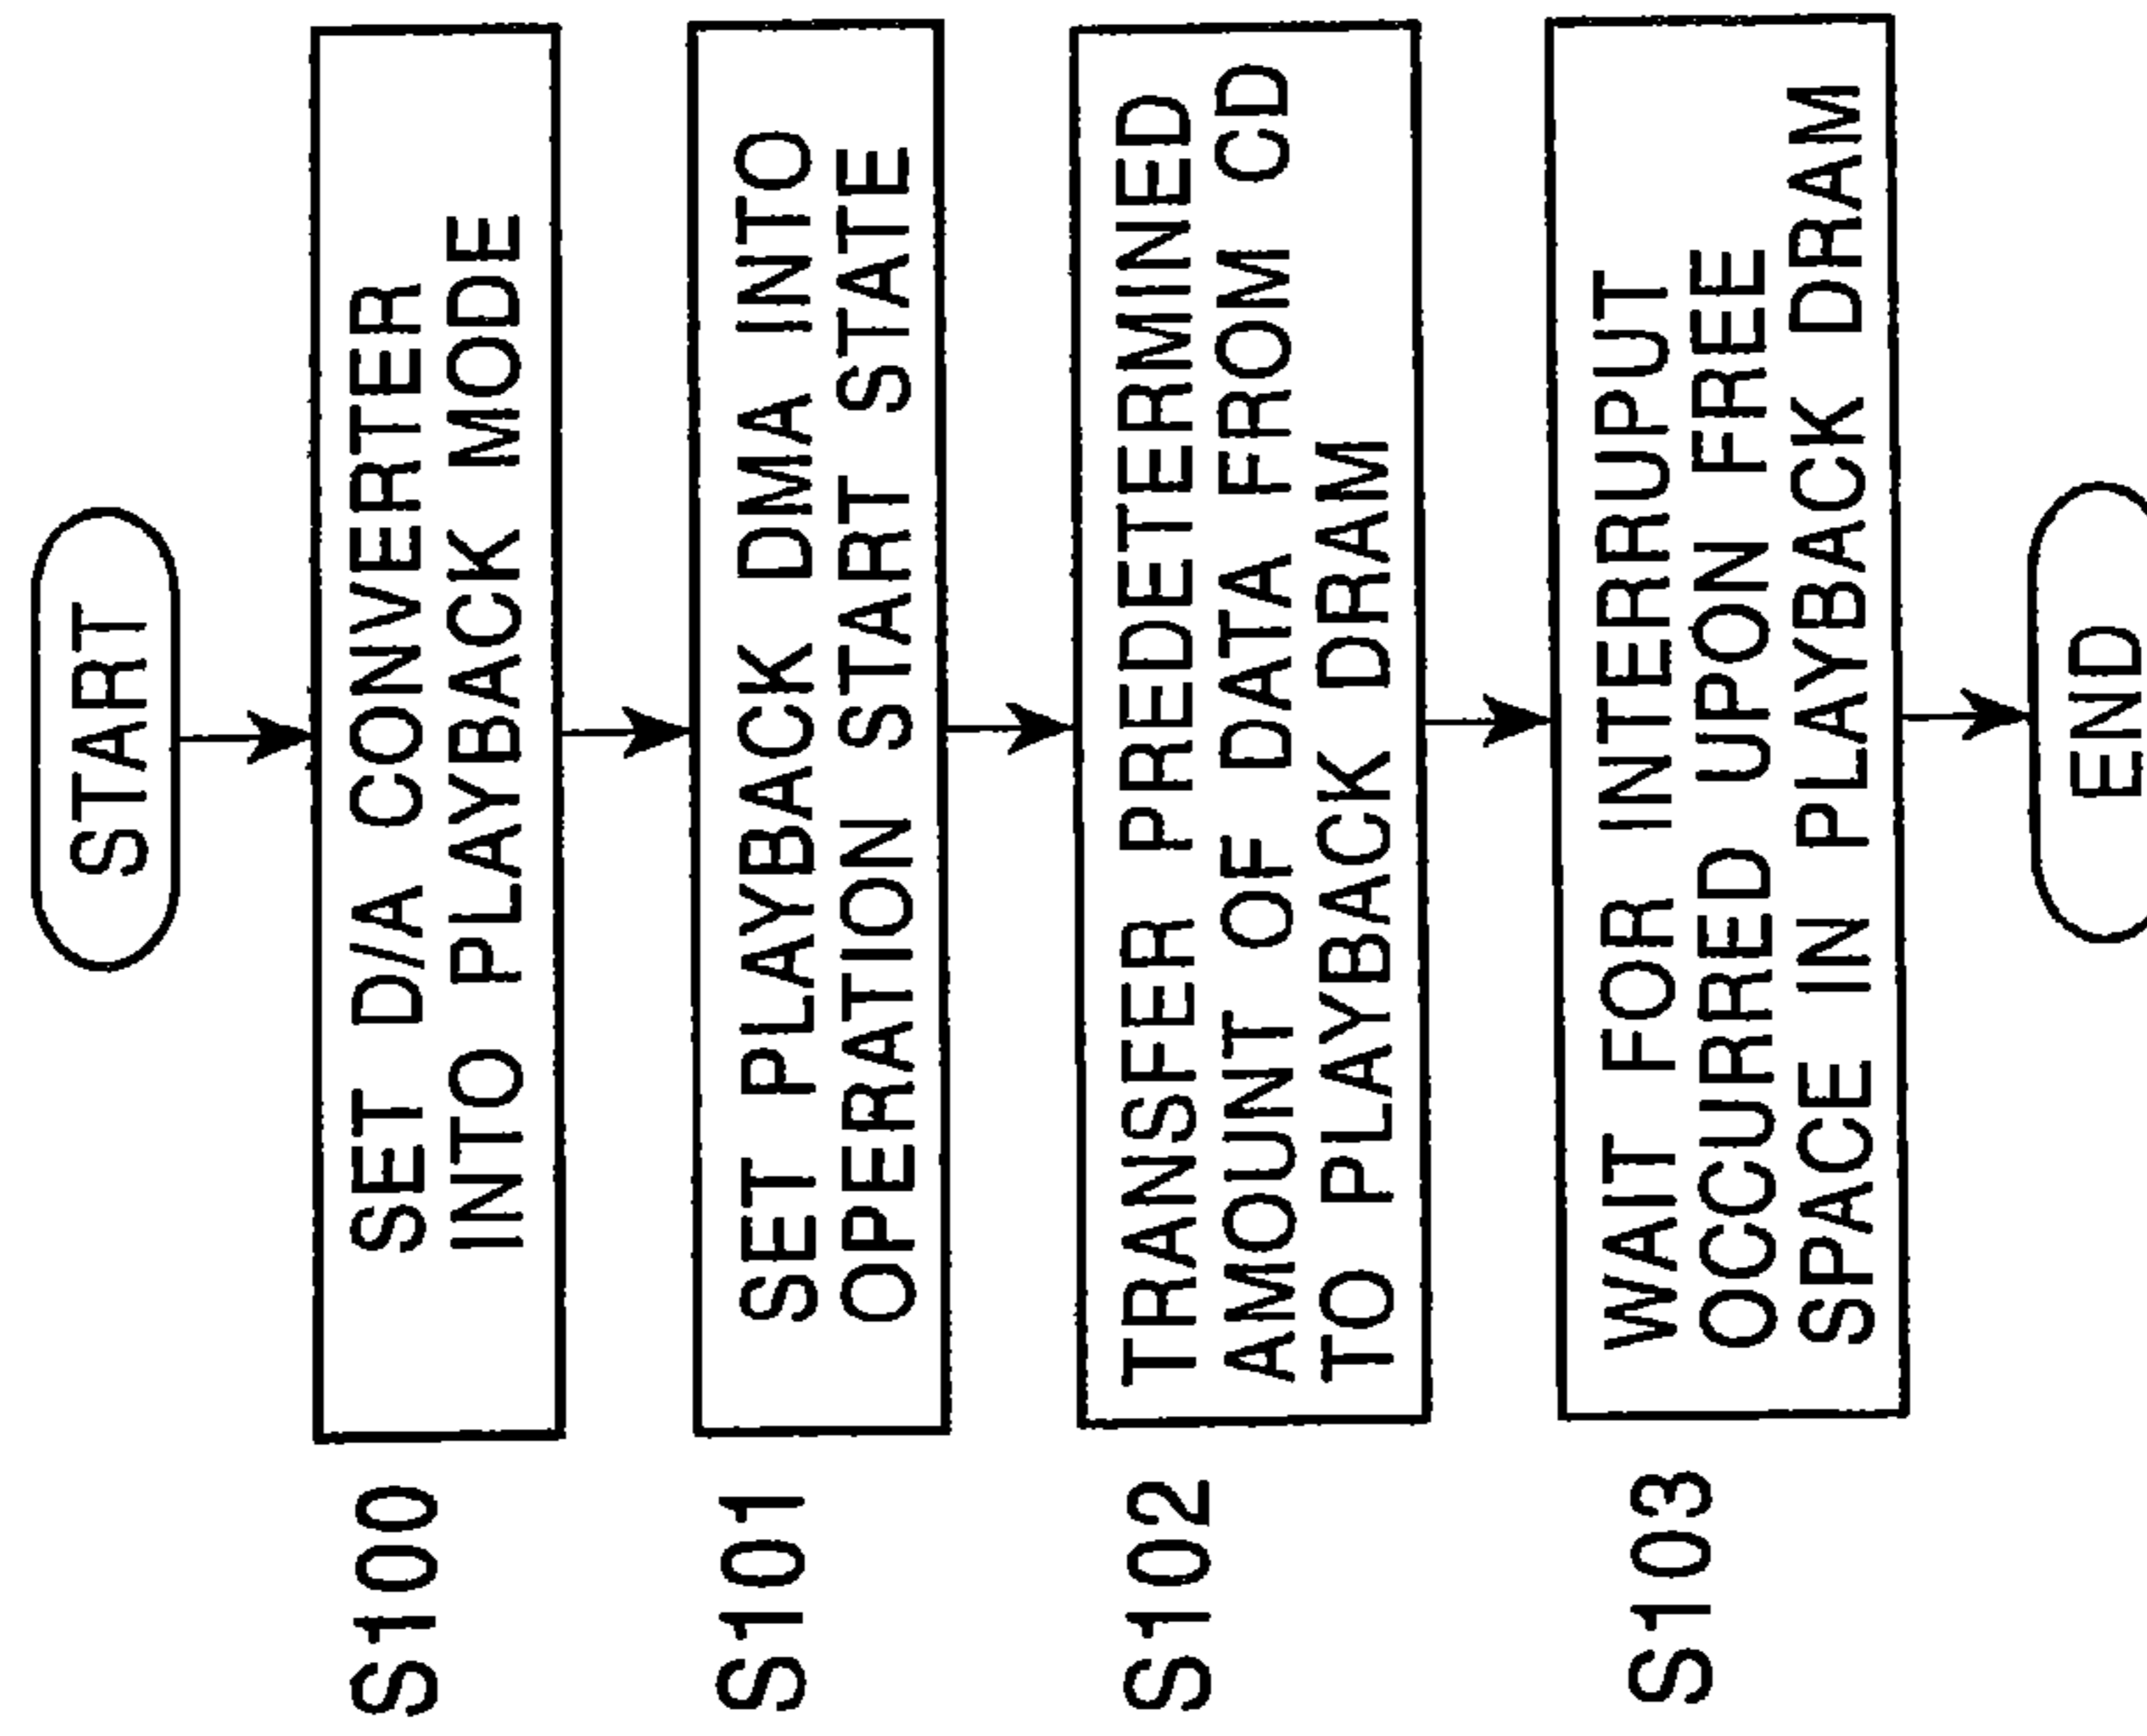 START
S100
SET D/A CONVERTER
INTO PLAYBACK MODE
S101
SET PLAYBACK DMA INTO
OPERATION START STATE
S102
TRANSFER PREDETERMINED
AMOUNT OF DATA FROM CD
TO PLAYBACK DRAM
S103
WAIT FOR INTERRUPUT
OCCURRED UPON FREE
SPACE IN PLAYBACK DRAM
END